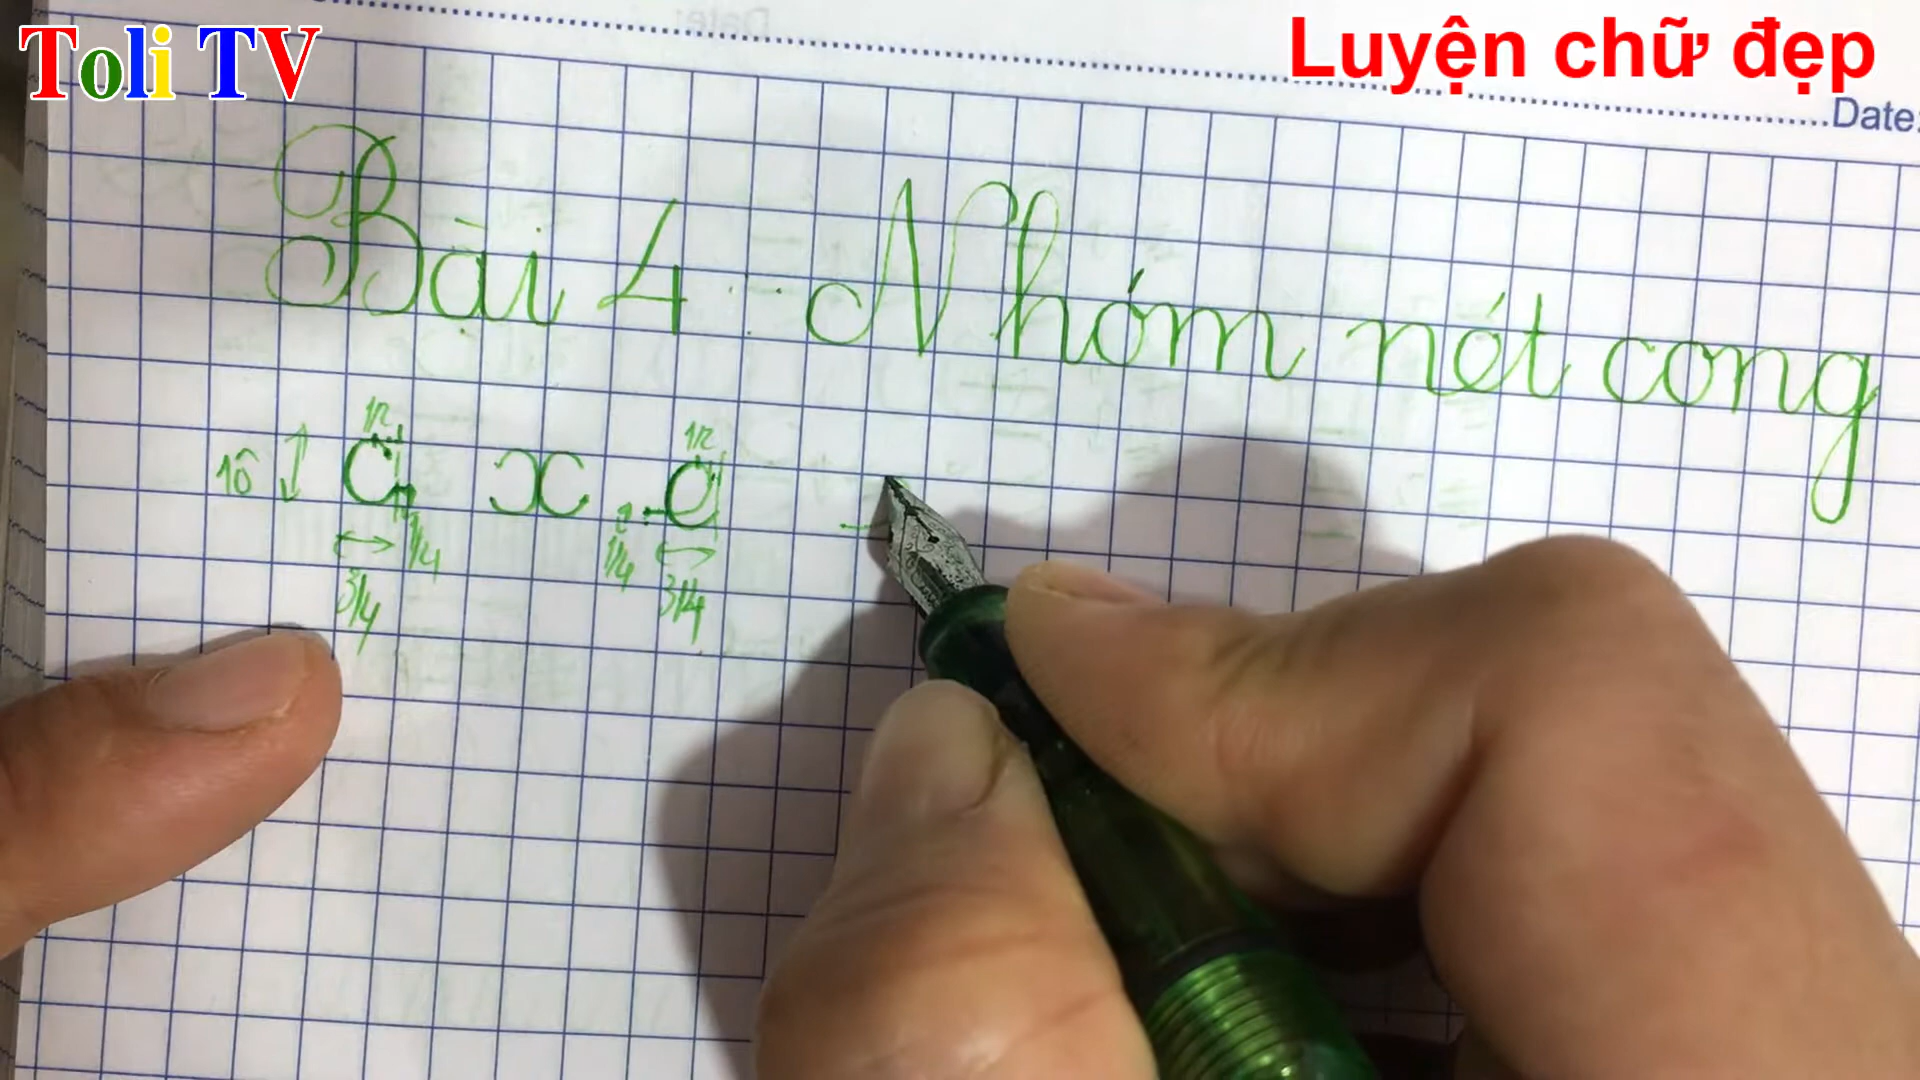 Toli TV
Luyện chữ đẹp
Date:
Bài 4: Nhóm nét cong
1/2 1/2
1ô c x e
1/4 1/4
3/4 3/4